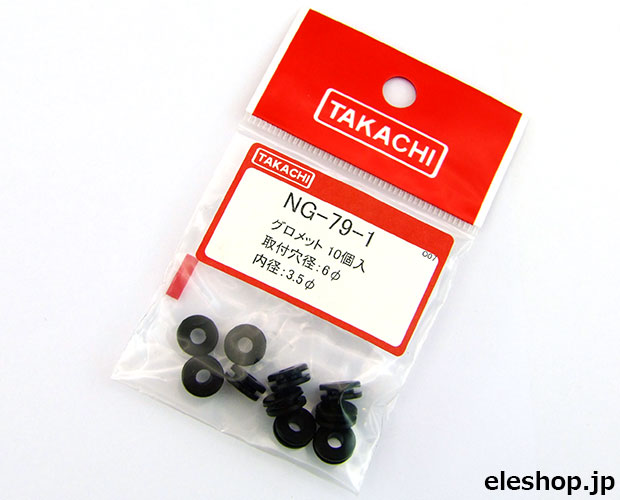 TAKACHI
TAKACHI
NG-79-1
グロメット 10個入
取付穴径:6φ
内径:3.5φ
eleshop.jp